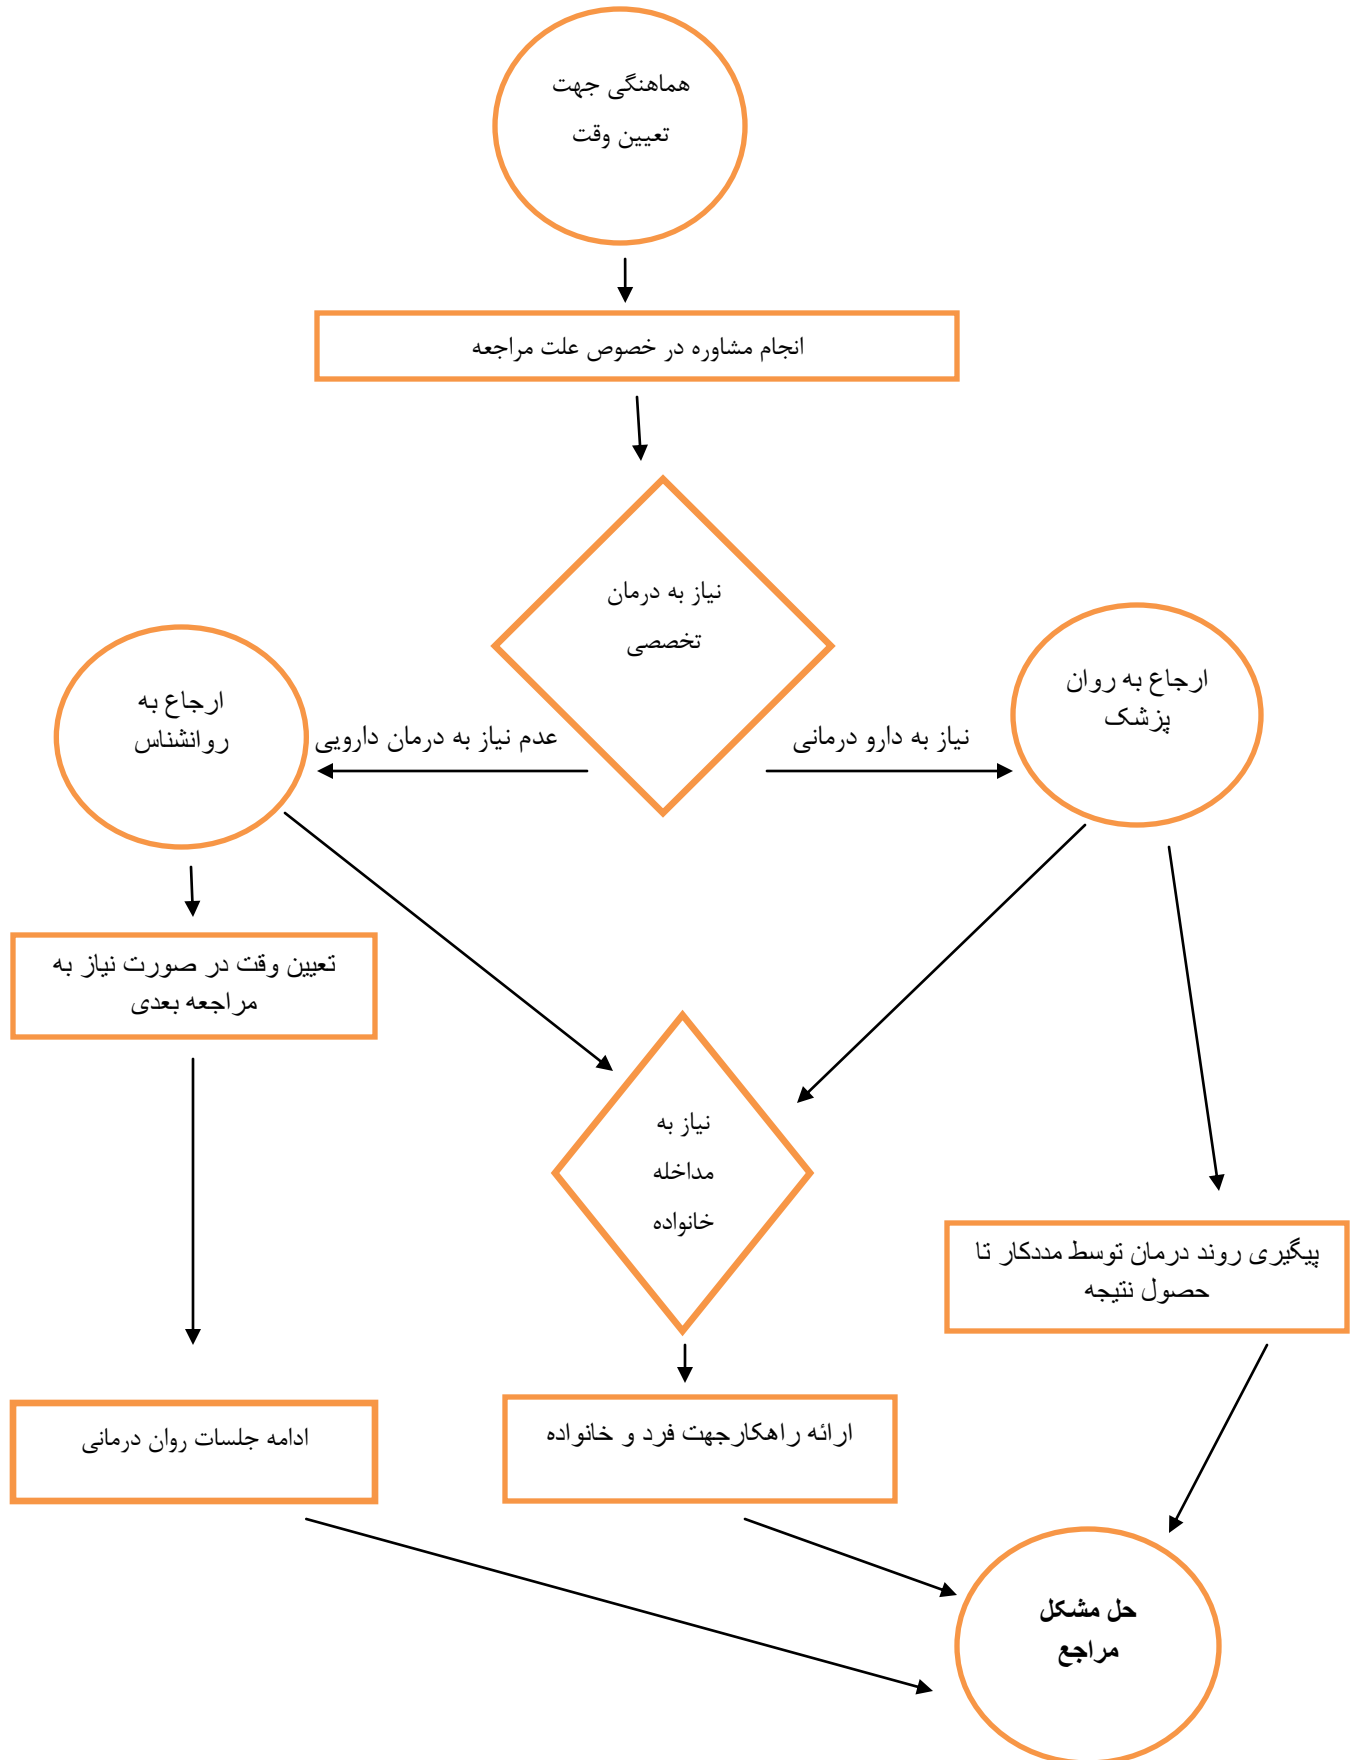 هماهنگی جهت
تعیین وقت
انجام مشاوره در خصوص علت مراجعه
نیاز به درمان
تخصصی
ارجاع به روان
پزشک
نیاز به دارو درمانی
عدم نیاز به درمان دارویی
ارجاع به
روانشناس
تعیین وقت در صورت نیاز به
مراجعه بعدی
نیاز به
مداخله
خانواده
پیگیری روند درمان توسط مددکار تا
حصول نتیجه
ارائه راهکارجهت فرد و خانواده
ادامه جلسات روان درمانی
حل مشکل
مراجع